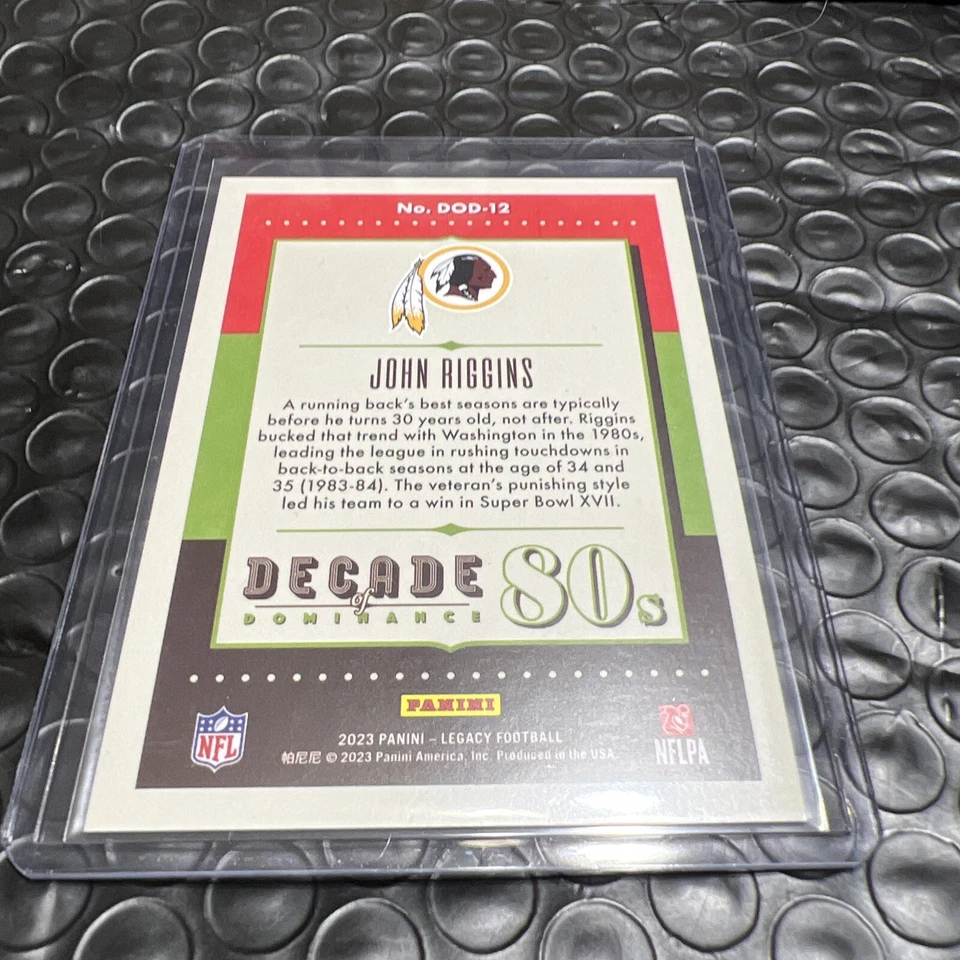 No. DOD-12
JOHN RIGGINS
A running back's best seasons are typically
before he turns 30 years old, not after. Riggins
bucked that trend with Washington in the 1980s,
leading the league in rushing touchdowns in
back-to-back seasons at the age of 34 and
35 (1983-84). The veteran's punishing style
led his team to a win in Super Bowl XVII.
DECADE
of
DOMINANCE
80s
PANINI
NFL
2023 PANINI – LEGACY FOOTBALL
帕尼尼 © 2023 Panini America, Inc. Produced in the USA.
NFLPA